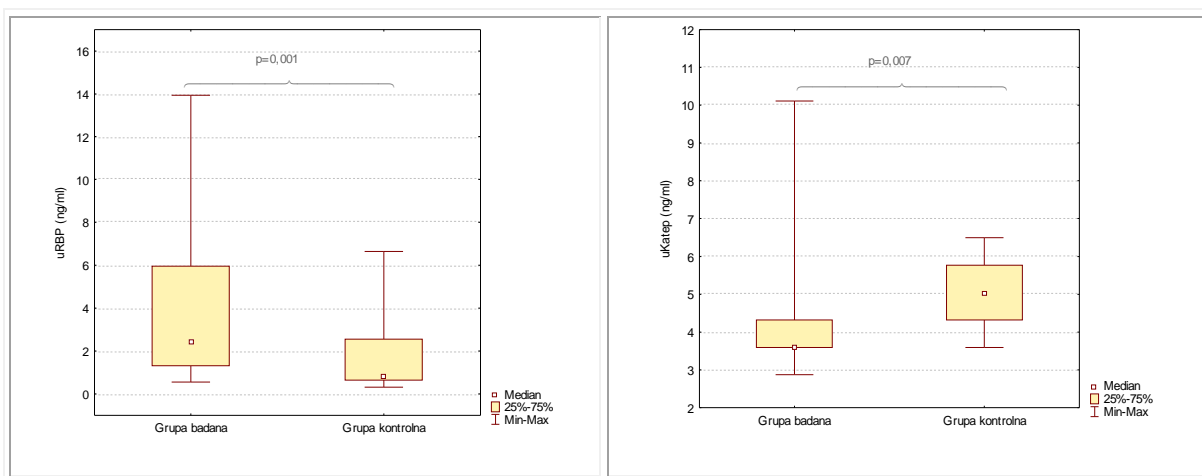 p=0,001
16
14
12
10
8
6
4
2
0
uRBP (ng/ml)
Grupa badana
Grupa kontrolna
Median
25%-75%
Min-Max
p=0,007
12
11
10
9
8
7
6
5
4
3
2
uKatep (ng/ml)
Grupa badana
Grupa kontrolna
Median
25%-75%
Min-Max